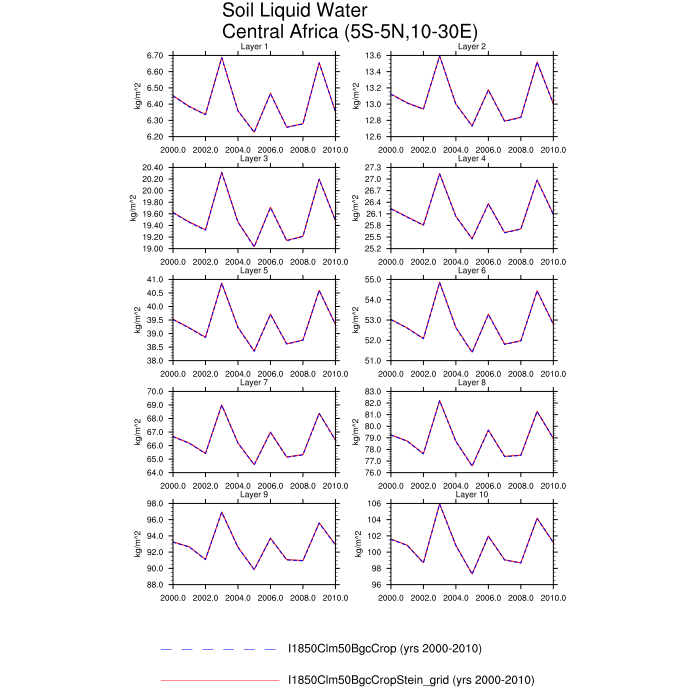 Soil Liquid Water
Central Africa (5S-5N,10-30E)
Layer 1
6.70
6.60
6.50
6.40
6.30
6.20
kg/m^2
2000.0 2002.0 2004.0 2006.0 2008.0 2010.0
Layer 2
13.6
13.4
13.2
13.0
12.8
12.6
kg/m^2
2000.0 2002.0 2004.0 2006.0 2008.0 2010.0
Layer 3
20.40
20.20
20.00
19.80
19.60
19.40
19.20
19.00
kg/m^2
2000.0 2002.0 2004.0 2006.0 2008.0 2010.0
Layer 4
27.3
27.0
26.7
26.4
26.1
25.8
25.5
25.2
kg/m^2
2000.0 2002.0 2004.0 2006.0 2008.0 2010.0
Layer 5
41.0
40.5
40.0
39.5
39.0
38.5
38.0
kg/m^2
2000.0 2002.0 2004.0 2006.0 2008.0 2010.0
Layer 6
55.0
54.0
53.0
52.0
51.0
kg/m^2
2000.0 2002.0 2004.0 2006.0 2008.0 2010.0
Layer 7
70.0
69.0
68.0
67.0
66.0
65.0
64.0
kg/m^2
2000.0 2002.0 2004.0 2006.0 2008.0 2010.0
Layer 8
83.0
82.0
81.0
80.0
79.0
78.0
77.0
76.0
kg/m^2
2000.0 2002.0 2004.0 2006.0 2008.0 2010.0
Layer 9
98.0
96.0
94.0
92.0
90.0
88.0
kg/m^2
2000.0 2002.0 2004.0 2006.0 2008.0 2010.0
Layer 10
106
104
102
100
98
96
kg/m^2
2000.0 2002.0 2004.0 2006.0 2008.0 2010.0
I1850Clm50BgcCrop (yrs 2000-2010)
I1850Clm50BgcCropStein_grid (yrs 2000-2010)